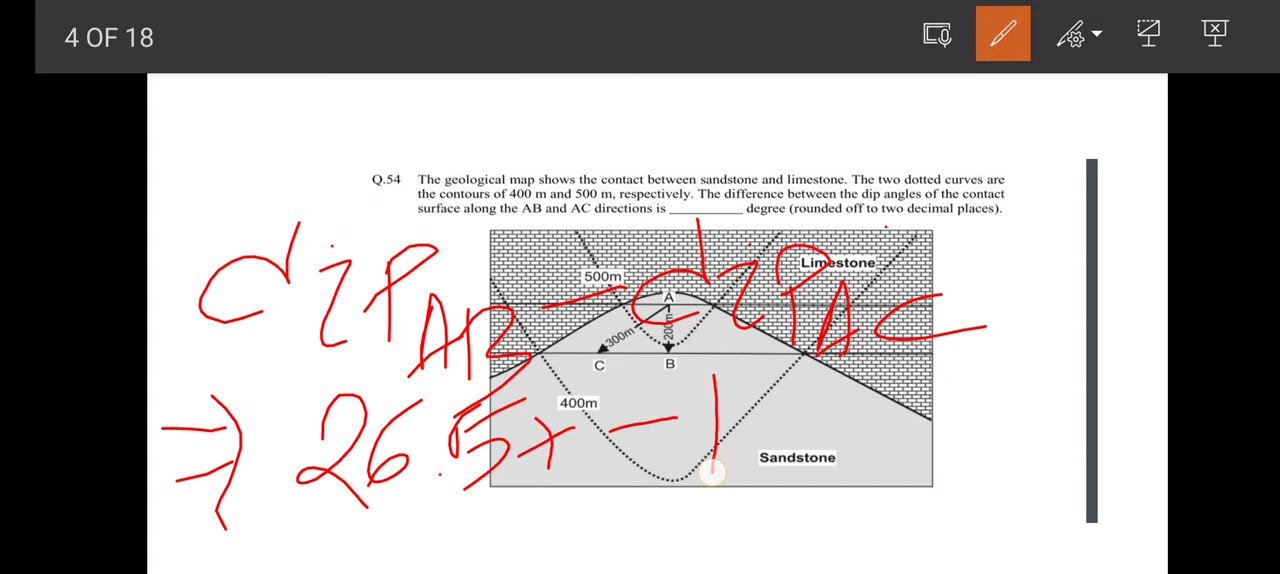 4 OF 18
Q.54 The geological map shows the contact between sandstone and limestone. The two dotted curves are
the contours of 400 m and 500 m, respectively. The difference between the dip angles of the contact
surface along the AB and AC directions is __________ degree (rounded off to two decimal places).
Limestone
500m
A
300m
200m
C
B
400m
Sandstone
dip AB - dip AC
⇒ 26.57 - 1